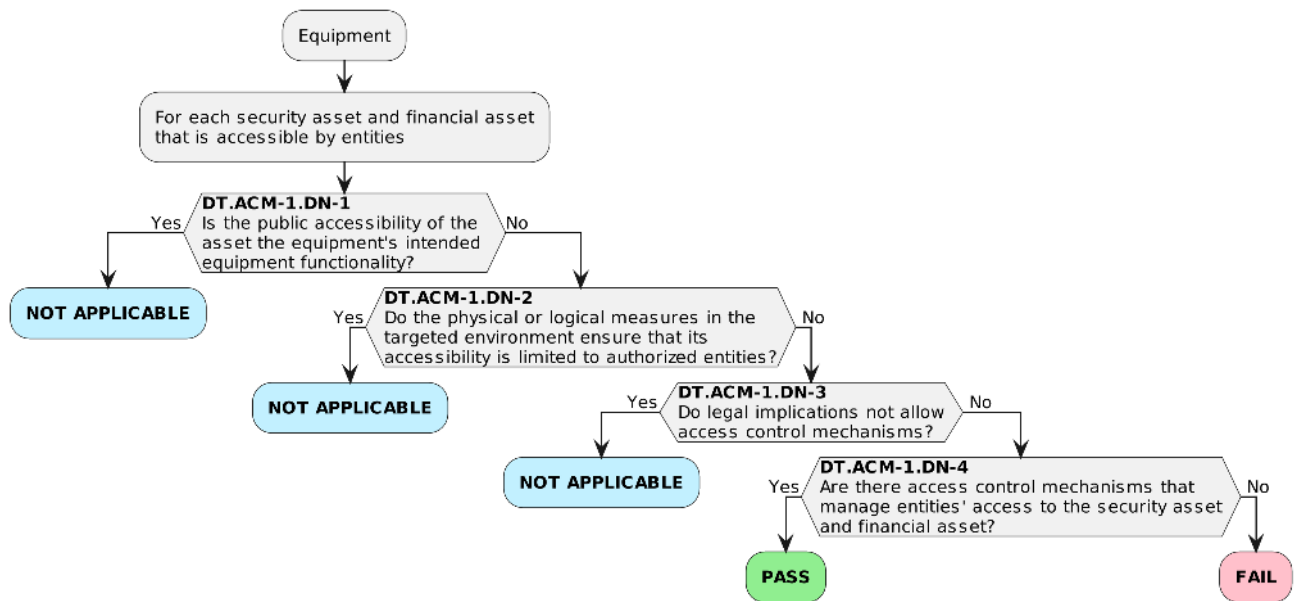 Equipment
For each security asset and financial asset
that is accessible by entities
DT.ACM-1.DN-1
Is the public accessibility of the
asset the equipment's intended
equipment functionality?
Yes
No
NOT APPLICABLE
DT.ACM-1.DN-2
Do the physical or logical measures in the
targeted environment ensure that its
accessibility is limited to authorized entities?
Yes
No
NOT APPLICABLE
DT.ACM-1.DN-3
Do legal implications not allow
access control mechanisms?
Yes
No
NOT APPLICABLE
DT.ACM-1.DN-4
Are there access control mechanisms that
manage entities' access to the security asset
and financial asset?
Yes
No
PASS
FAIL